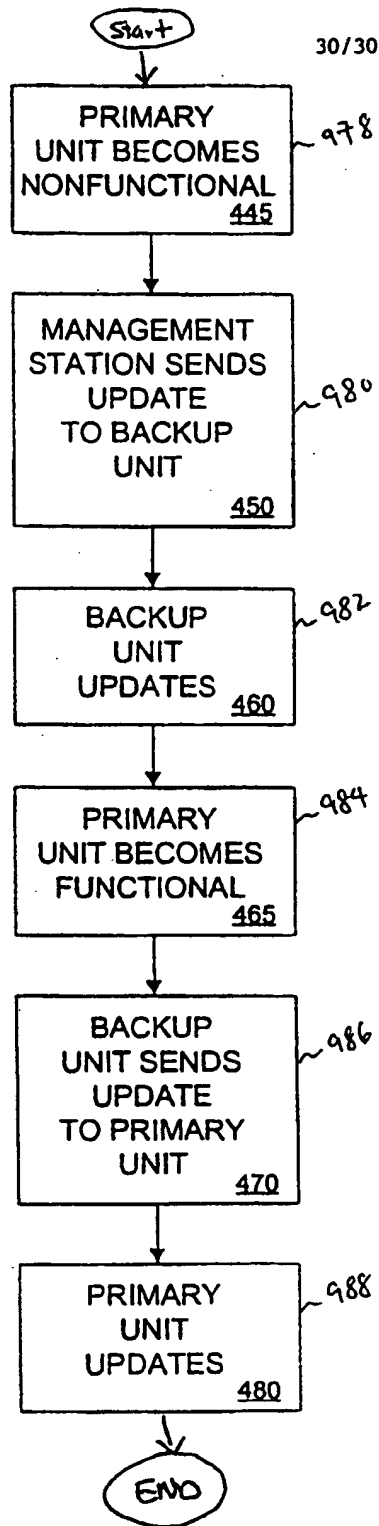 Start
30/30
PRIMARY
UNIT BECOMES
NONFUNCTIONAL
445
978
MANAGEMENT
STATION SENDS
UPDATE
TO BACKUP
UNIT
450
980
BACKUP
UNIT
UPDATES
460
982
PRIMARY
UNIT BECOMES
FUNCTIONAL
465
984
BACKUP
UNIT SENDS
UPDATE
TO PRIMARY
UNIT
470
986
PRIMARY
UNIT
UPDATES
480
988
END